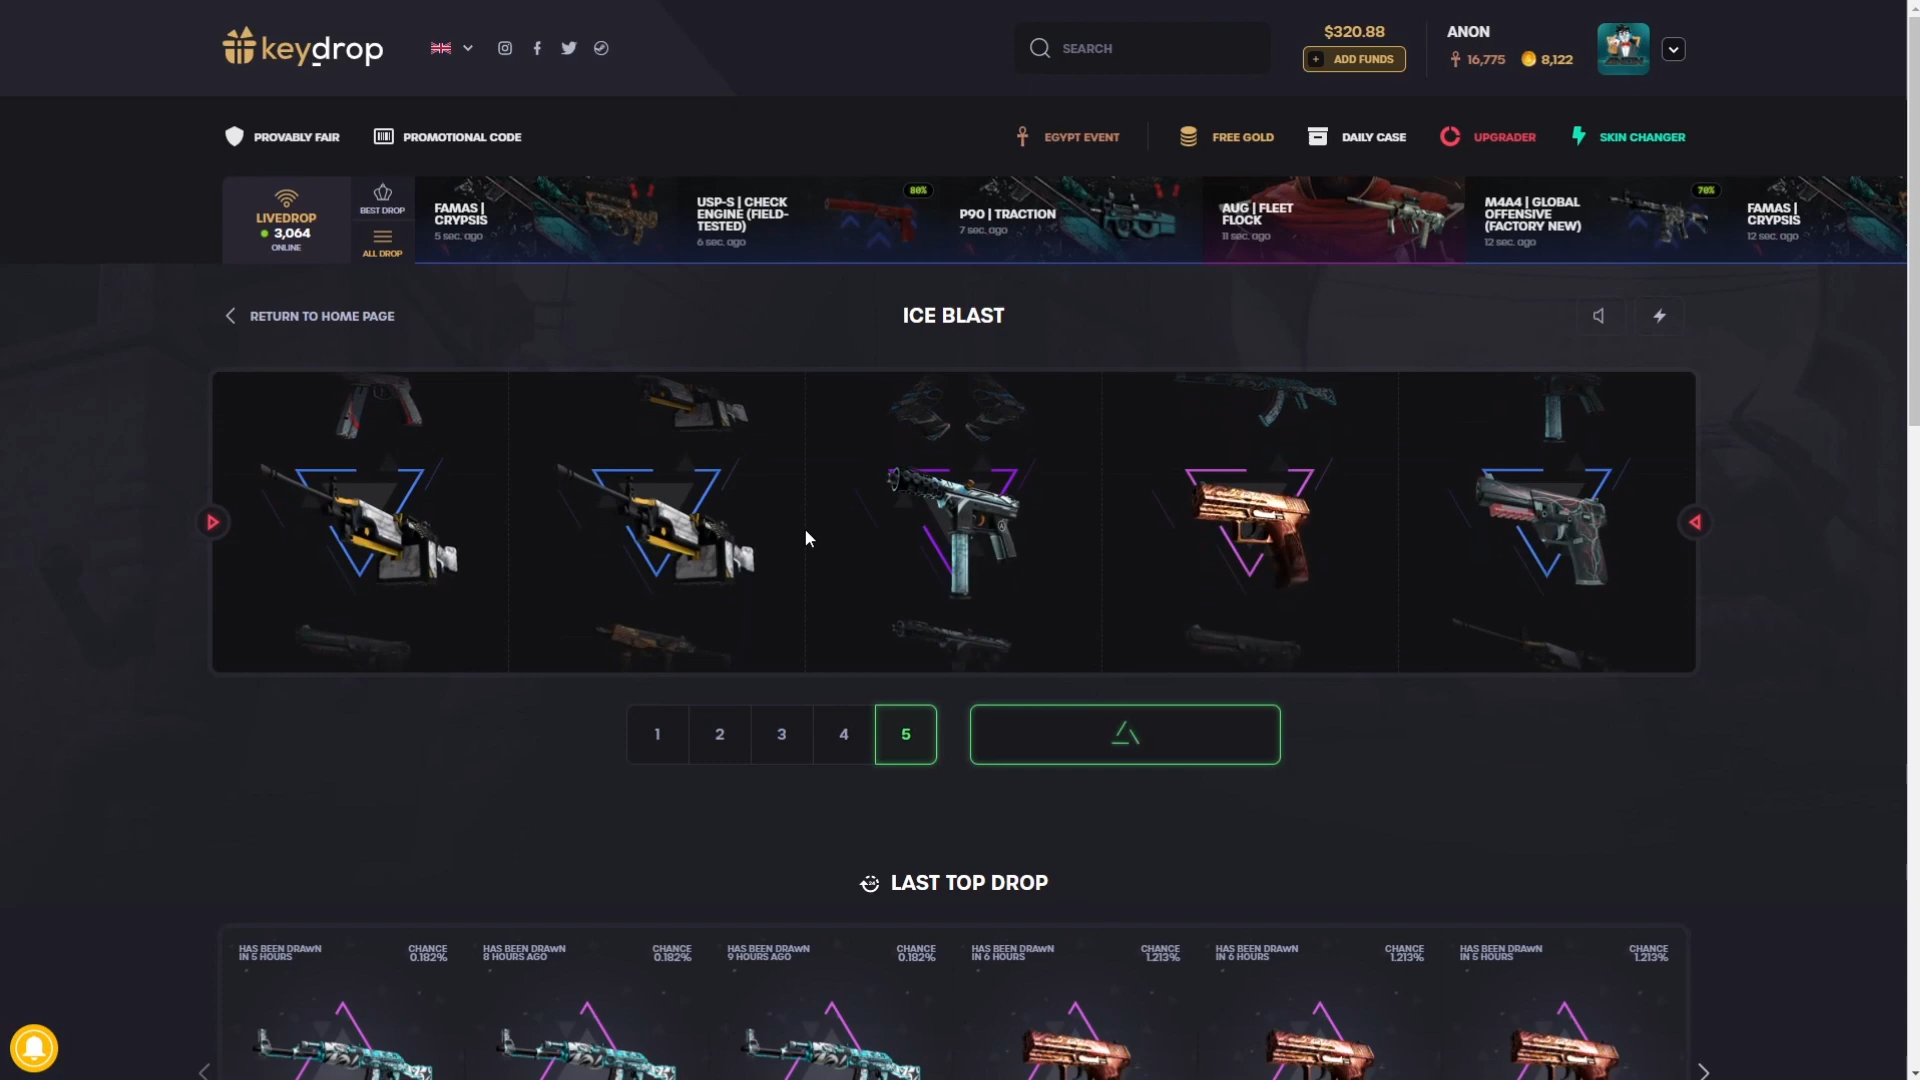 keydrop
SEARCH
$320.88
+ ADD FUNDS
ANON
16,775
8,122
PROVABLY FAIR
PROMOTIONAL CODE
EGYPT EVENT
FREE GOLD
DAILY CASE
UPGRADER
SKIN CHANGER
LIVEDROP
3,064
ONLINE
BEST DROP
ALL DROP
FAMAS |
CRYPSIS
5 sec. ago
USP-S | CHECK
ENGINE (FIELD-
TESTED)
6 sec. ago
80%
P90 | TRACTION
7 sec. ago
AUG | FLEET
FLOCK
11 sec. ago
M4A4 | GLOBAL
OFFENSIVE
(FACTORY NEW)
12 sec. ago
70%
FAMAS |
CRYPSIS
12 sec. ago
RETURN TO HOME PAGE
ICE BLAST
1
2
3
4
5
LAST TOP DROP
HAS BEEN DRAWN
IN 5 HOURS
CHANCE
0.182%
HAS BEEN DRAWN
8 HOURS AGO
CHANCE
0.182%
HAS BEEN DRAWN
9 HOURS AGO
CHANCE
0.182%
HAS BEEN DRAWN
IN 6 HOURS
CHANCE
1.213%
HAS BEEN DRAWN
IN 6 HOURS
CHANCE
1.213%
HAS BEEN DRAWN
IN 5 HOURS
CHANCE
1.213%